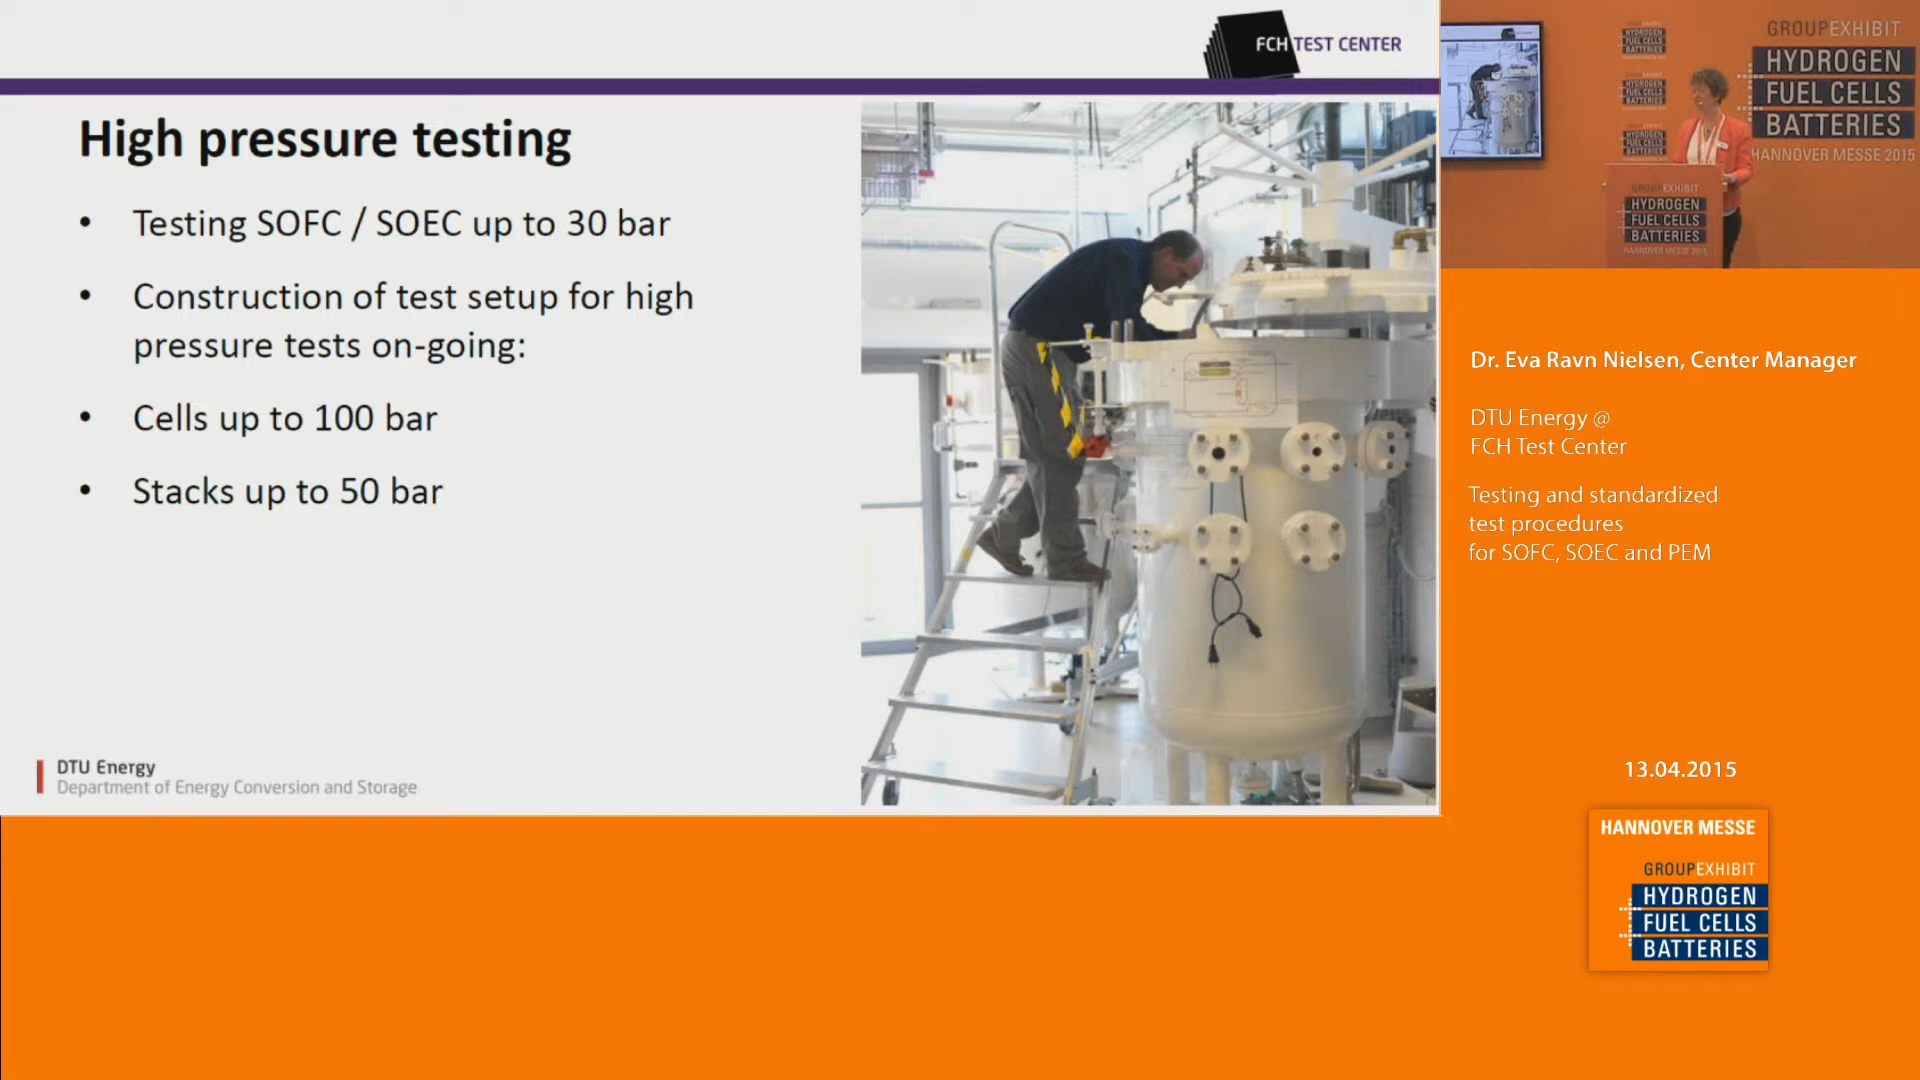 FCH TEST CENTER
High pressure testing
• Testing SOFC / SOEC up to 30 bar
• Construction of test setup for high
pressure tests on-going:
• Cells up to 100 bar
• Stacks up to 50 bar
DTU Energy
Department of Energy Conversion and Storage
GROUPEXHIBIT
HYDROGEN
FUEL CELLS
BATTERIES
HANNOVER MESSE 2015
HYDROGEN
FUEL CELLS
BATTERIES
HYDROGEN
FUEL CELLS
BATTERIES
HYDROGEN
FUEL CELLS
BATTERIES
GROUPEXHIBIT
HYDROGEN
FUEL CELLS
BATTERIES
HANNOVER MESSE 2015
Dr. Eva Ravn Nielsen, Center Manager
DTU Energy @
FCH Test Center
Testing and standardized
test procedures
for SOFC, SOEC and PEM
13.04.2015
HANNOVER MESSE
GROUPEXHIBIT
HYDROGEN
FUEL CELLS
BATTERIES